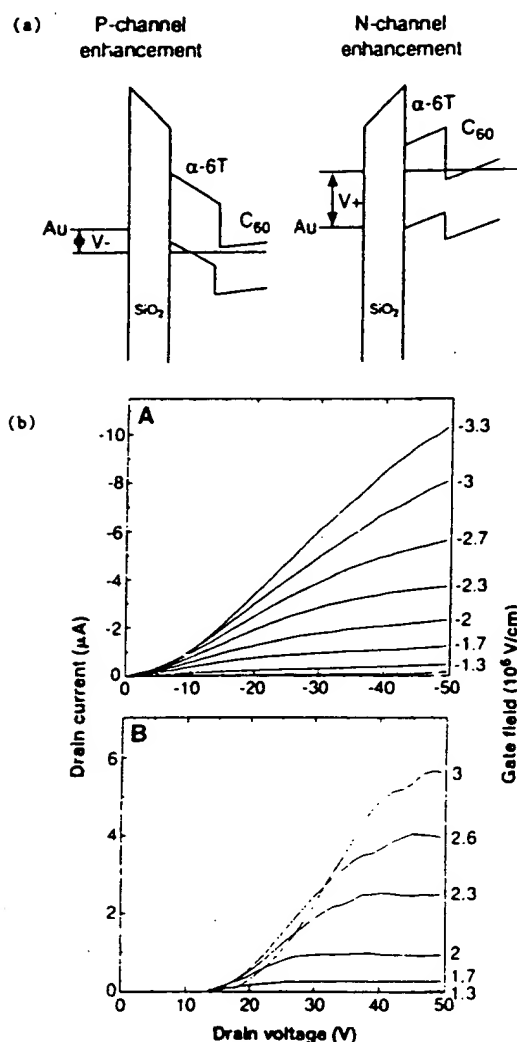 (a)
P-channel enhancement
N-channel enhancement
α-6T
C60
Au
V-
SiO2
α-6T
C60
V+
Au
SiO2
(b)
A
-10
-8
-6
-4
-2
0
0
-10
-20
-30
-40
-50
-3.3
-3
-2.7
-2.3
-2
-1.7
-1.3
B
6
4
2
0
0
10
20
30
40
50
3
2.6
2.3
2
1.7
1.3
Drain current (μA)
Gate field (10⁶ V/cm)
Drain voltage (V)